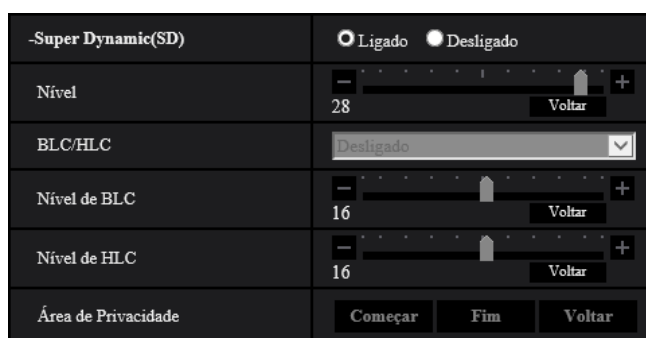 -Super Dynamic(SD) Ligado Desligado
Nível - +
28 Voltar
BLC/HLC Desligado
Nível de BLC - +
16 Voltar
Nível de HLC - +
16 Voltar
Área de Privacidade Começar Fim Voltar